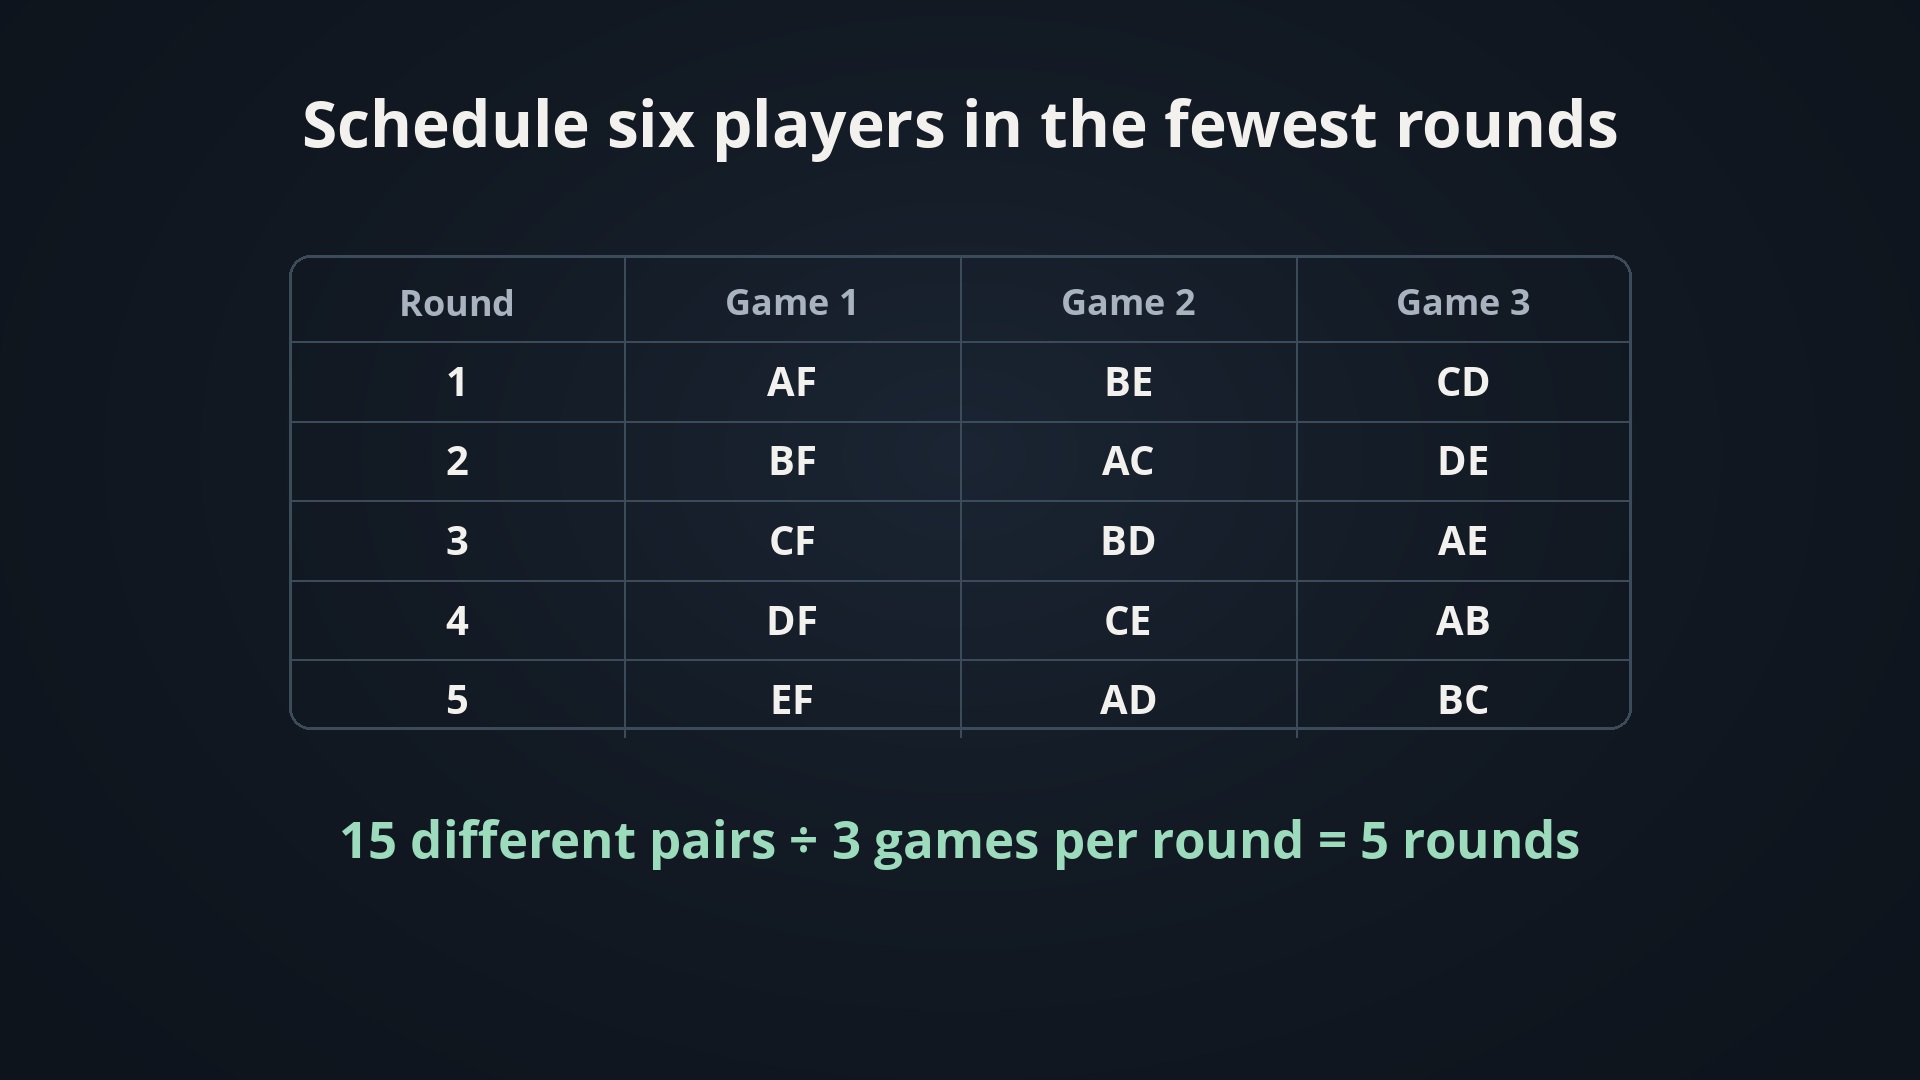 Schedule six players in the fewest rounds
Round Game 1 Game 2 Game 3
1 AF BE CD
2 BF AC DE
3 CF BD AE
4 DF CE AB
5 EF AD BC
15 different pairs ÷ 3 games per round = 5 rounds